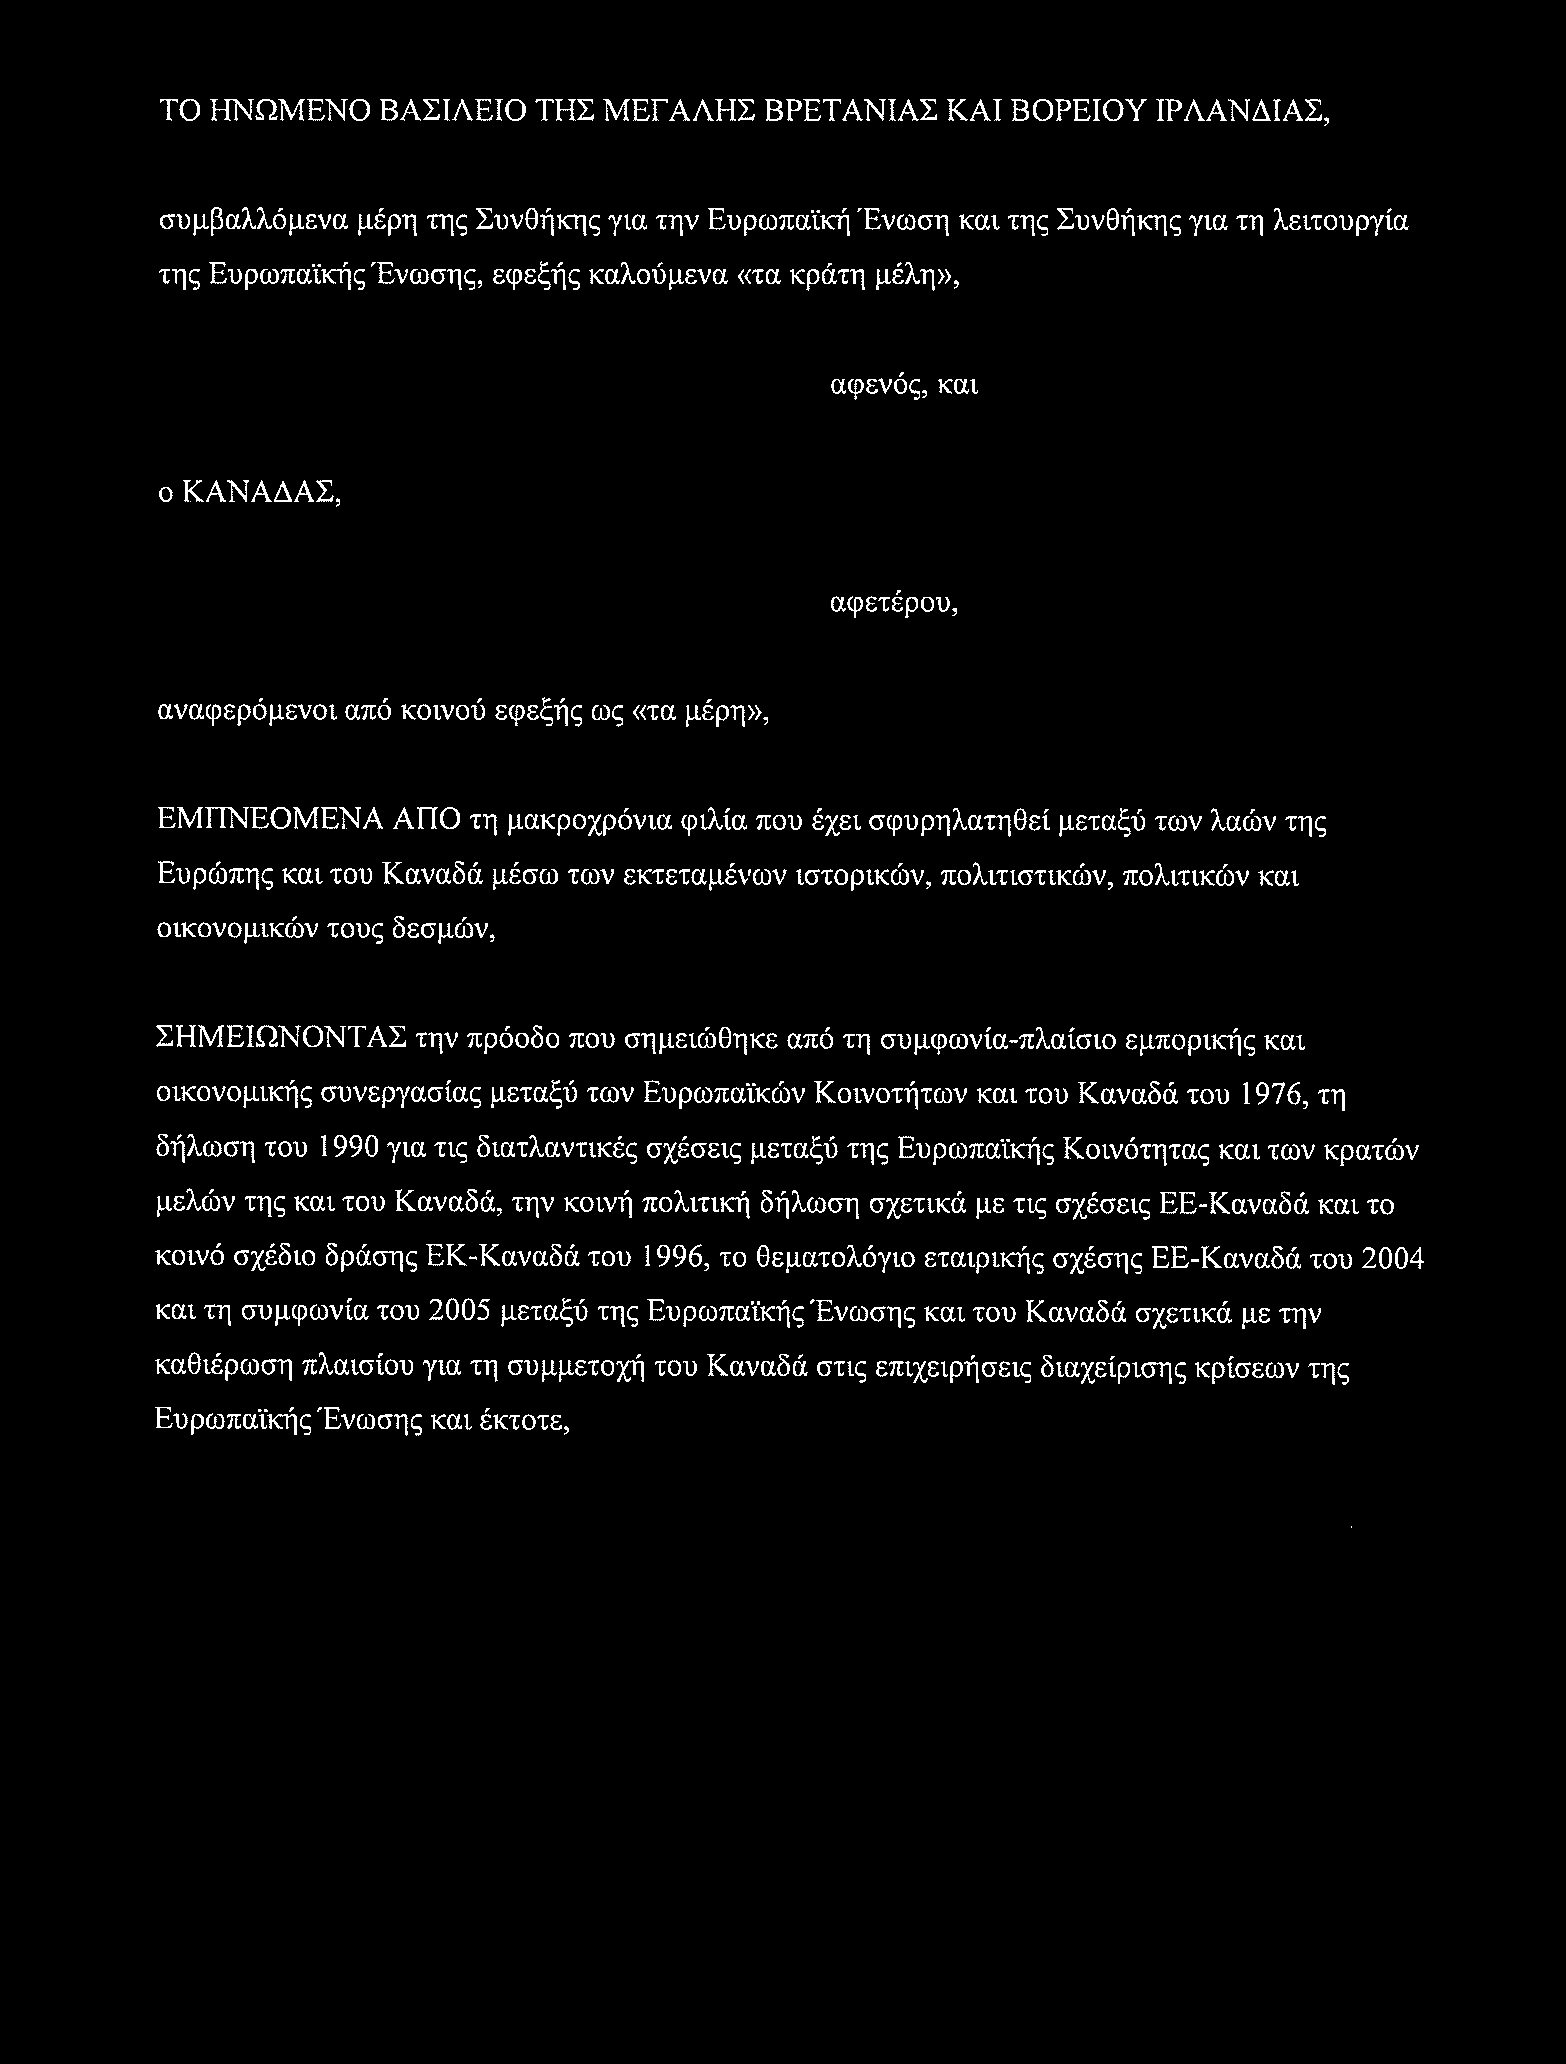 ΤΟ ΗΝΩΜΕΝΟ ΒΑΣΙΛΕΙΟ ΤΗΣ ΜΕΓΑΛΗΣ ΒΡΕΤΑΝΙΑΣ ΚΑΙ ΒΟΡΕΙΟΥ ΙΡΛΑΝΔΙΑΣ,
συμβαλλόμενα μέρη της Συνθήκης για την Ευρωπαϊκή Ένωση και της Συνθήκης για τη λειτουργία
της Ευρωπαϊκής Ένωσης, εφεξής καλούμενα «τα κράτη μέλη»,
αφενός, και
ο ΚΑΝΑΔΑΣ,
αφετέρου,
αναφερόμενοι από κοινού εφεξής ως «τα μέρη»,
ΕΜΠΝΕΟΜΕΝΑ ΑΠΟ τη μακροχρόνια φιλία που έχει σφυρηλατηθεί μεταξύ των λαών της
Ευρώπης και του Καναδά μέσω των εκτεταμένων ιστορικών, πολιτιστικών, πολιτικών και
οικονομικών τους δεσμών,
ΣΗΜΕΙΩΝΟΝΤΑΣ την πρόοδο που σημειώθηκε από τη συμφωνία-πλαίσιο εμπορικής και
οικονομικής συνεργασίας μεταξύ των Ευρωπαϊκών Κοινοτήτων και του Καναδά του 1976, τη
δήλωση του 1990 για τις διατλαντικές σχέσεις μεταξύ της Ευρωπαϊκής Κοινότητας και των κρατών
μελών της και του Καναδά, την κοινή πολιτική δήλωση σχετικά με τις σχέσεις ΕΕ-Καναδά και το
κοινό σχέδιο δράσης ΕΚ-Καναδά του 1996, το θεματολόγιο εταιρικής σχέσης ΕΕ-Καναδά του 2004
και τη συμφωνία του 2005 μεταξύ της Ευρωπαϊκής Ένωσης και του Καναδά σχετικά με την
καθιέρωση πλαισίου για τη συμμετοχή του Καναδά στις επιχειρήσεις διαχείρισης κρίσεων της
Ευρωπαϊκής Ένωσης και έκτοτε,